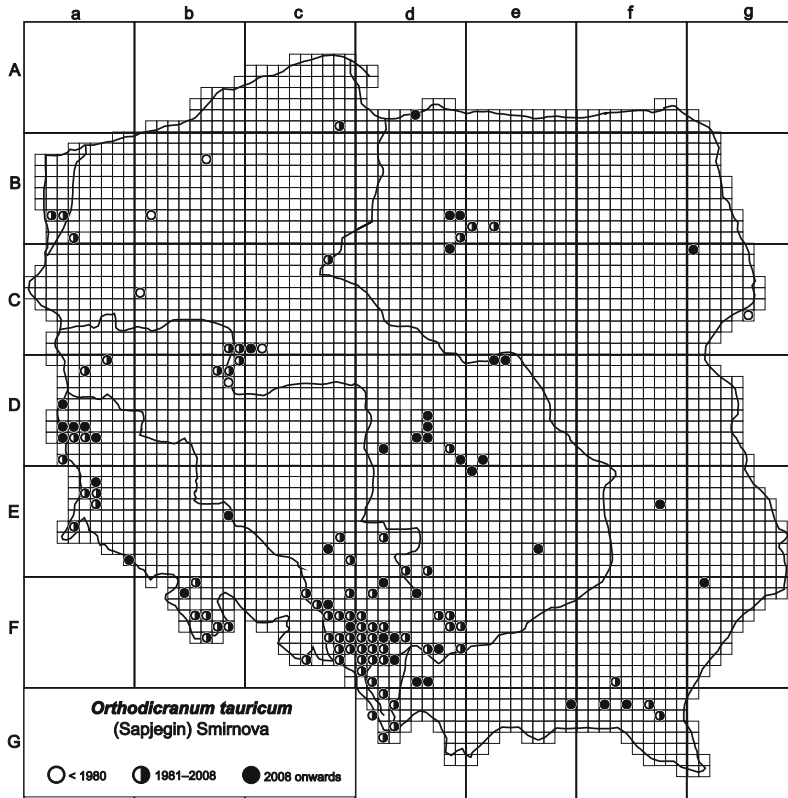 a b c d e f g
A
B
C
D
E
F
G
Orthodicranum tauricum
(Sapjegin) Smirnova
< 1980 1981–2008 2008 onwards